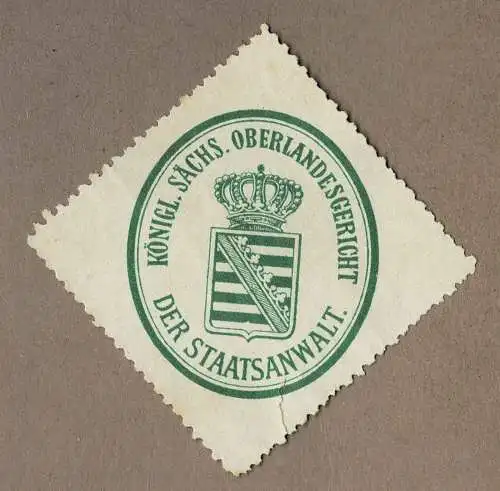 KÖNIGL. SÄCHS. OBERLANDESGERICHT
DER STAATSANWALT.